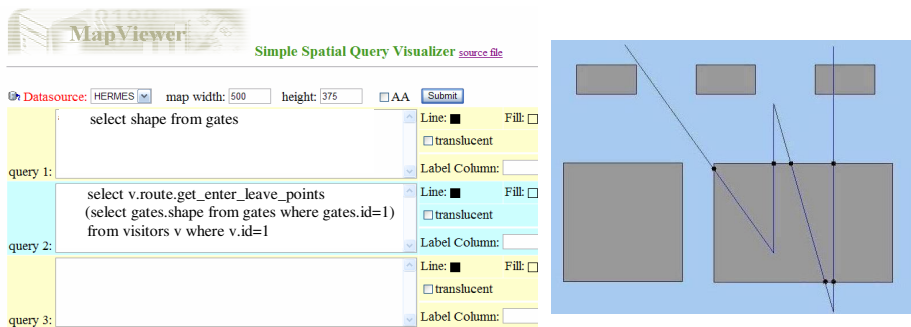 MapViewer
Simple Spatial Query Visualizer source file
Datasource: HERMES map width: 500 height: 375 AA Submit
select shape from gates
Line: Fill:
translucent
query 1: Label Column:
select v.route.get_enter_leave_points
(select gates.shape from gates where gates.id=1)
from visitors v where v.id=1
Line: Fill:
translucent
query 2: Label Column:
Line: Fill:
translucent
query 3: Label Column: